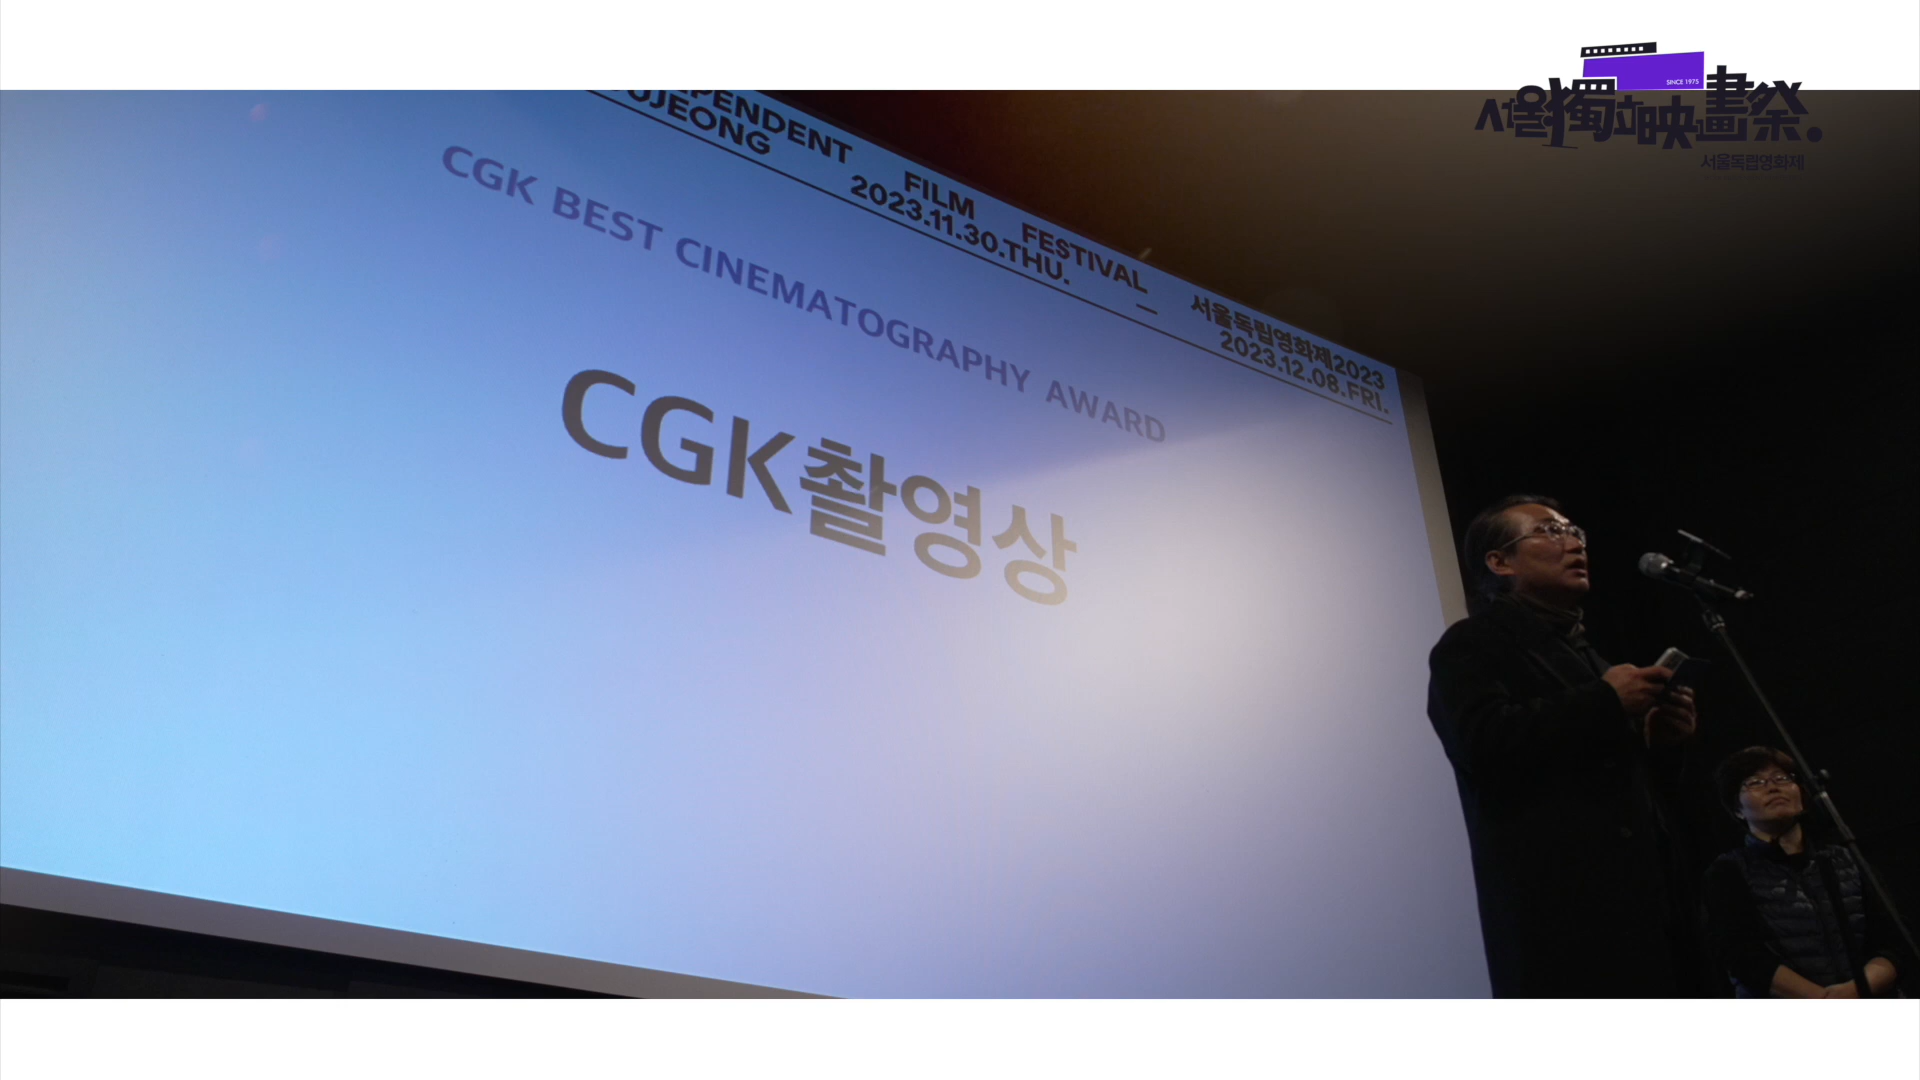 SINCE 1975
서울獨立映畫祭.
서울독립영화제
PENDENT FILM FESTIVAL 서울독립영화제2023
UJEONG 2023.11.30.THU. — 2023.12.08.FRI.
CGK BEST CINEMATOGRAPHY AWARD
CGK촬영상